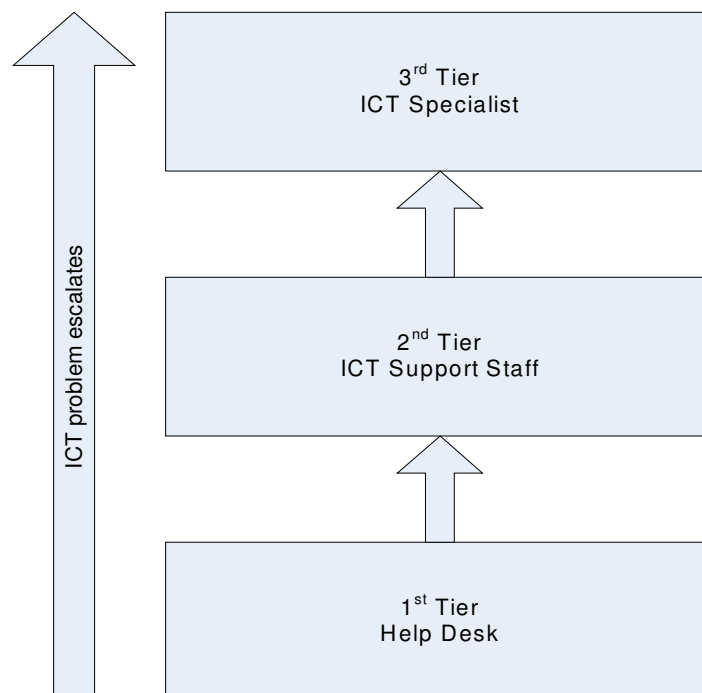 3rd Tier
ICT Specialist
ICT problem escalates
2nd Tier
ICT Support Staff
1st Tier
Help Desk